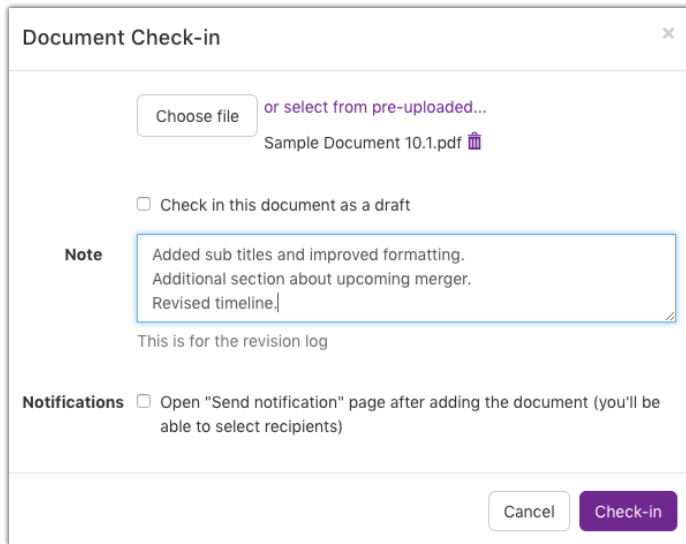 Document Check-in
×
Choose file
or select from pre-uploaded...
Sample Document 10.1.pdf
Check in this document as a draft
Note
Added sub titles and improved formatting.
Additional section about upcoming merger.
Revised timeline.
This is for the revision log
Notifications
Open "Send notification" page after adding the document (you'll be
able to select recipients)
Cancel
Check-in